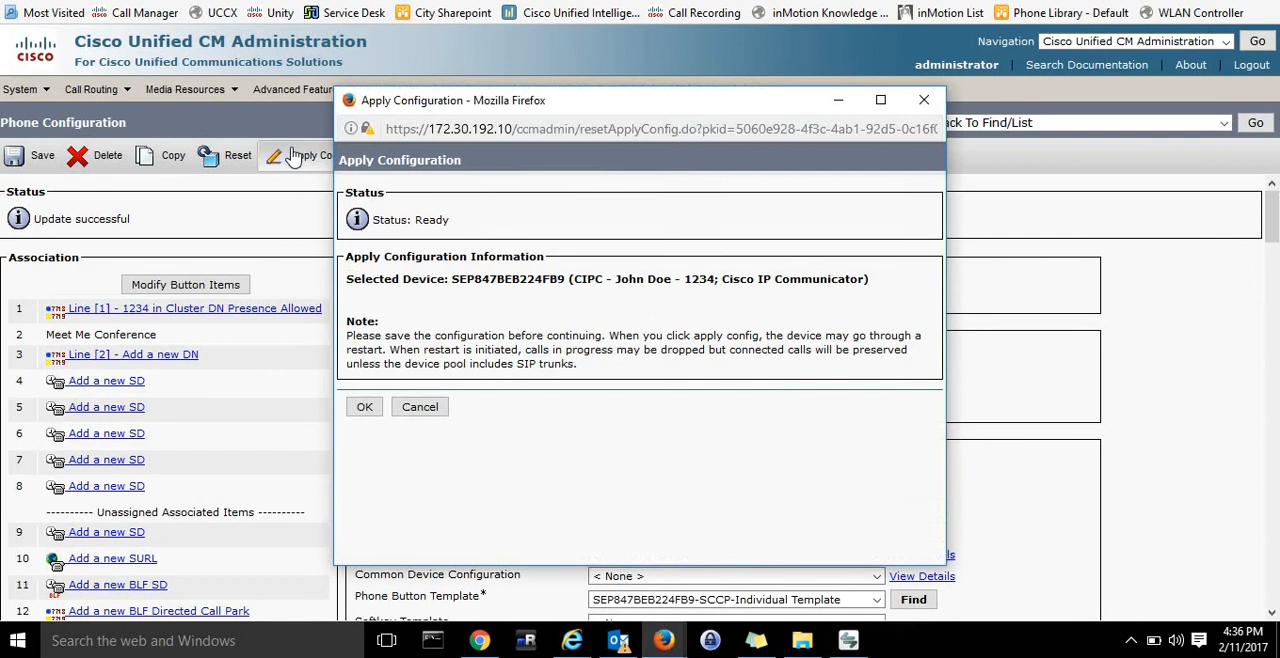 Most Visited Call Manager UCCX Unity Service Desk City Sharepoint Cisco Unified Intellige... Call Recording inMotion Knowledge ... inMotion List Phone Library - Default WLAN Controller
CISCO
Cisco Unified CM Administration
For Cisco Unified Communications Solutions
Navigation Cisco Unified CM Administration Go
administrator | Search Documentation | About | Logout
System Call Routing Media Resources Advanced Featur
Apply Configuration - Mozilla Firefox
Phone Configuration
ck To Find/List Go
https://172.30.192.10/ccmadmin/resetApplyConfig.do?pkid=5060e928-4f3c-4ab1-92d5-0c16f0
Save Delete Copy Reset pply Co
Apply Configuration
Status
Update successful
Status
Status: Ready
Association
Modify Button Items
1 Line [1] - 1234 in Cluster DN Presence Allowed
2 Meet Me Conference
3 Line [2] - Add a new DN
4 Add a new SD
5 Add a new SD
6 Add a new SD
7 Add a new SD
8 Add a new SD
---------- Unassigned Associated Items ----------
9 Add a new SD
10 Add a new SURL
11 Add a new BLF SD
12 Add a new BLF Directed Call Park
Apply Configuration Information
Selected Device: SEP847BEB224FB9 (CIPC - John Doe - 1234; Cisco IP Communicator)
Note:
Please save the configuration before continuing. When you click apply config, the device may go through a
restart. When restart is initiated, calls in progress may be dropped but connected calls will be preserved
unless the device pool includes SIP trunks.
OK Cancel
Common Device Configuration < None > View Details
Phone Button Template* SEP847BEB224FB9-SCCP-Individual Template Find
Search the web and Windows
4:36 PM
2/11/2017